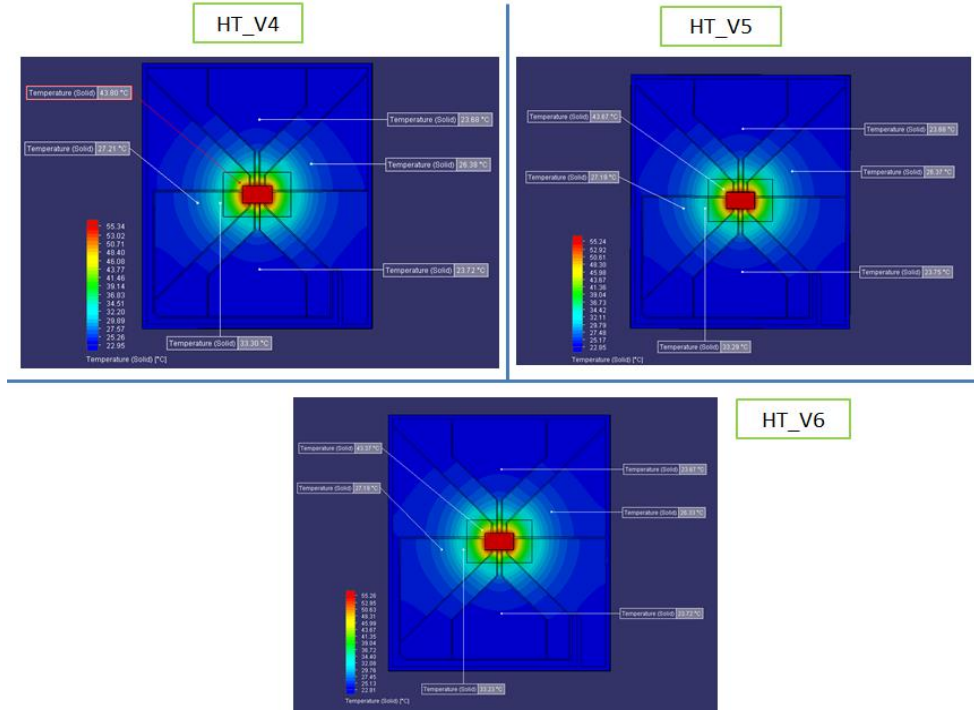 HT_V4
Temperature (Solid) 43.80 °C
Temperature (Solid) 23.68 °C
Temperature (Solid) 27.21 °C
Temperature (Solid) 26.38 °C
55.34
53.02
50.71
48.40
46.08
43.77
41.46
39.14
36.83
34.51
32.20
29.89
27.57
25.26
22.95
Temperature (Solid) 23.72 °C
Temperature (Solid) 33.30 °C
Temperature (Solid) [°C]
HT_V5
Temperature (Solid) 43.67 °C
Temperature (Solid) 23.68 °C
Temperature (Solid) 26.37 °C
Temperature (Solid) 27.19 °C
55.24
52.92
50.61
48.30
45.98
43.67
41.36
39.04
36.73
34.42
32.11
29.79
27.48
25.17
22.85
Temperature (Solid) 23.75 °C
Temperature (Solid) 33.29 °C
Temperature (Solid) [°C]
HT_V6
Temperature (Solid) 43.37 °C
Temperature (Solid) 23.67 °C
Temperature (Solid) 27.19 °C
Temperature (Solid) 26.33 °C
55.26
52.95
50.63
48.31
45.99
43.67
41.35
39.04
36.72
34.40
32.08
29.76
27.45
25.13
22.81
Temperature (Solid) 23.72 °C
Temperature (Solid) 33.23 °C
Temperature (Solid) [°C]